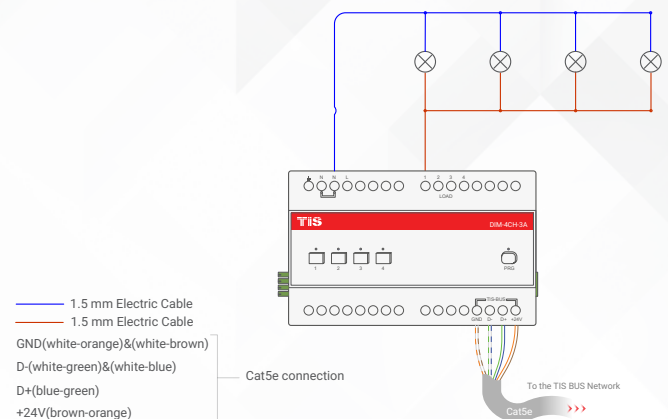 N N L
1 2 3 4
LOAD
TIS
DIM-4CH-3A
1 2 3 4
PRG
TIS-BUS
GND D- D+ +24V
1.5 mm Electric Cable
1.5 mm Electric Cable
GND(white-orange)&(white-brown)
D-(white-green)&(white-blue)
D+(blue-green)
+24V(brown-orange)
Cat5e connection
To the TIS BUS Network
Cat5e